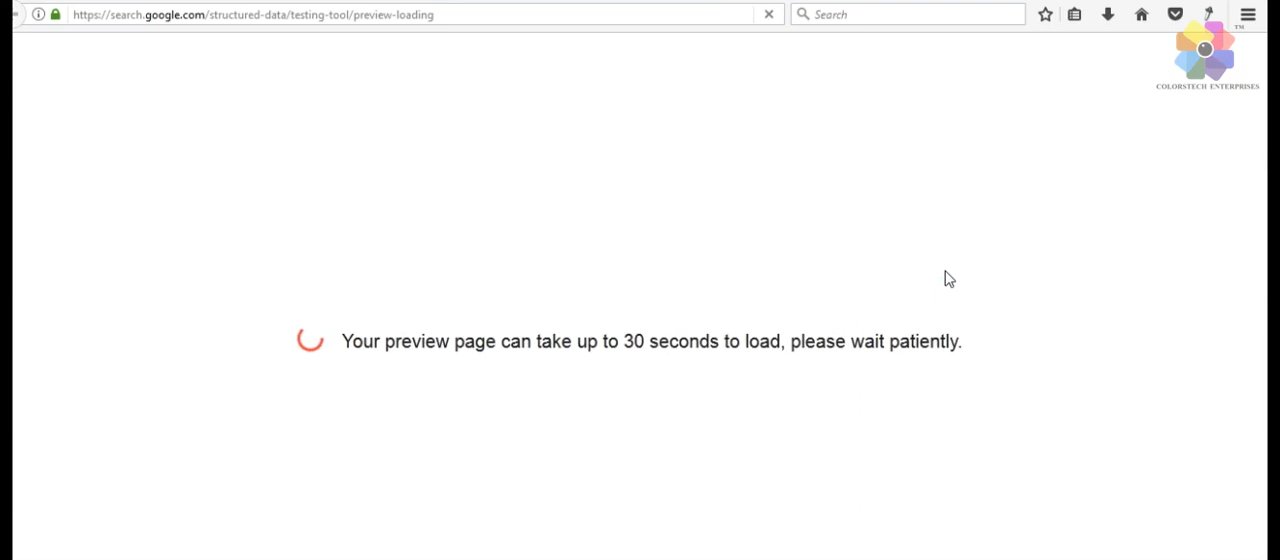 https://search.google.com/structured-data/testing-tool/preview-loading
Search
TM
COLORSTECH ENTERPRISES
Your preview page can take up to 30 seconds to load, please wait patiently.